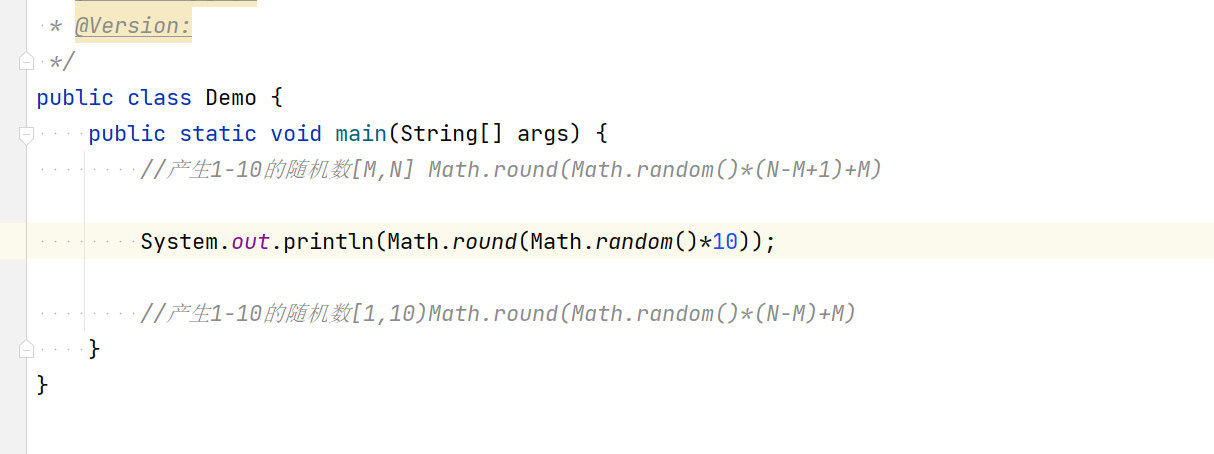 * @Version:
*/
public class Demo {
public static void main(String[] args) {
//产生1-10的随机数[M,N] Math.round(Math.random()*(N-M+1)+M)
System.out.println(Math.round(Math.random()*10));
//产生1-10的随机数[1,10)Math.round(Math.random()*(N-M)+M)
}
}